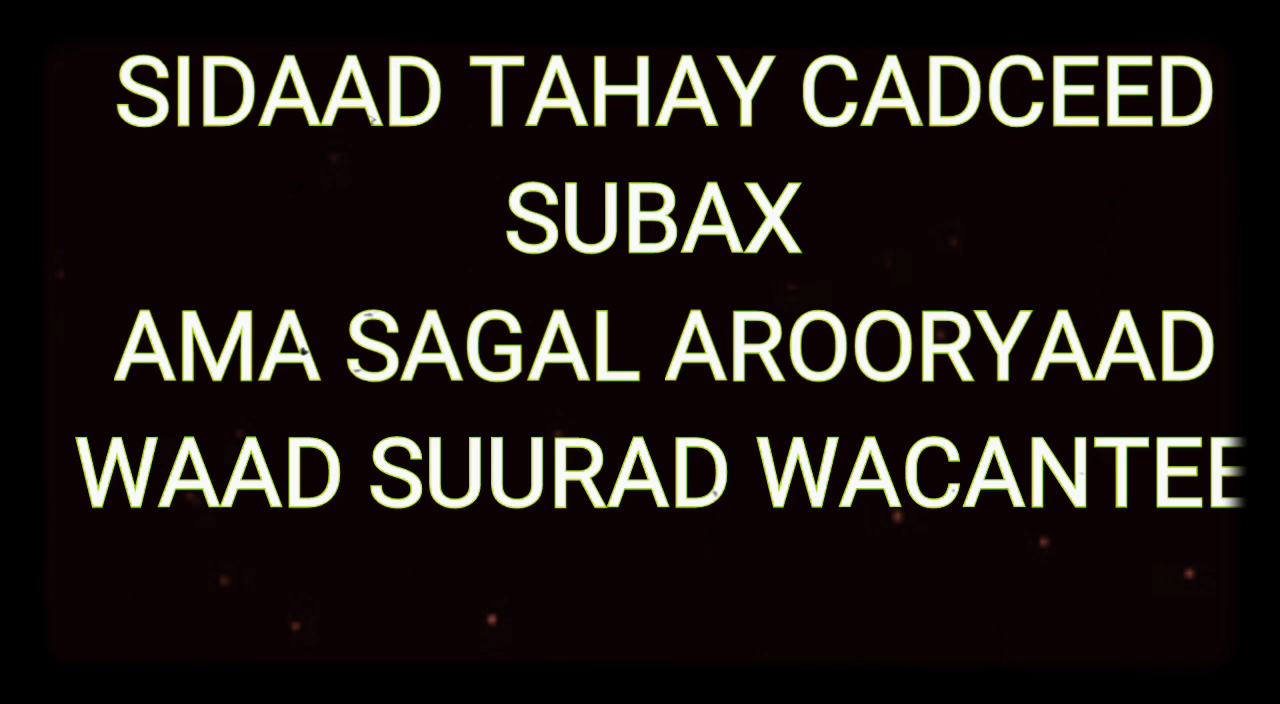 SIDAAD TAHAY CADCEED
SUBAX
AMA SAGAL AROORYAAD
WAAD SUURAD WACANTEE